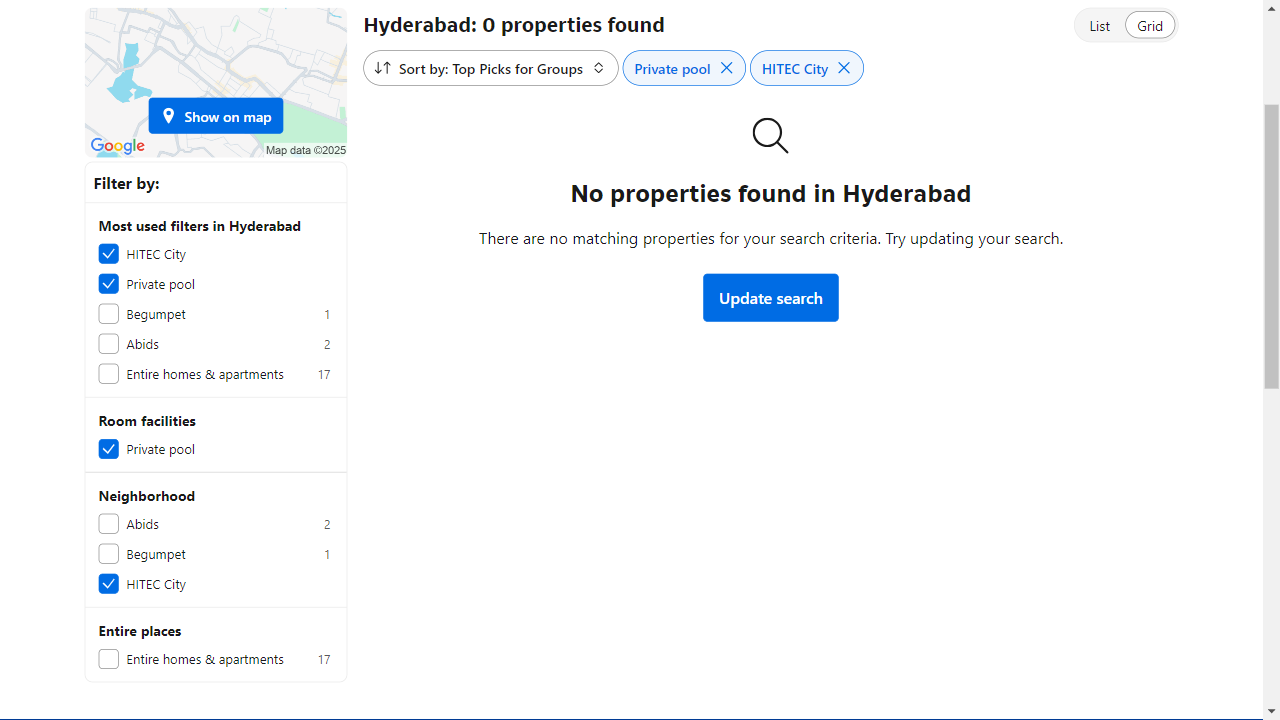 Hyderabad: 0 properties found
List
Grid
Sort by: Top Picks for Groups
Private pool
HITEC City
Show on map
Google
Map data ©2025
Filter by:
Most used filters in Hyderabad
HITEC City
Private pool
Begumpet 1
Abids 2
Entire homes & apartments 17
Room facilities
Private pool
Neighborhood
Abids 2
Begumpet 1
HITEC City
Entire places
Entire homes & apartments 17
No properties found in Hyderabad
There are no matching properties for your search criteria. Try updating your search.
Update search